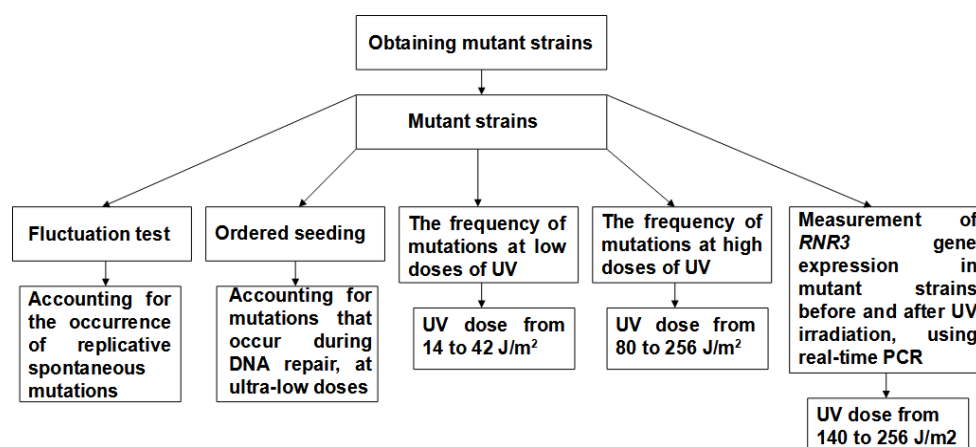 Obtaining mutant strains
Mutant strains
Fluctuation test
Accounting for
the occurrence
of replicative
spontaneous
mutations
Ordered seeding
Accounting for
mutations that
occur during
DNA repair, at
ultra-low doses
The frequency of
mutations at low
doses of UV
UV dose from
14 to 42 J/m²
The frequency of
mutations at high
doses of UV
UV dose from
80 to 256 J/m²
Measurement of
RNR3 gene
expression in
mutant strains
before and after UV
irradiation, using
real-time PCR
UV dose from
140 to 256 J/m2